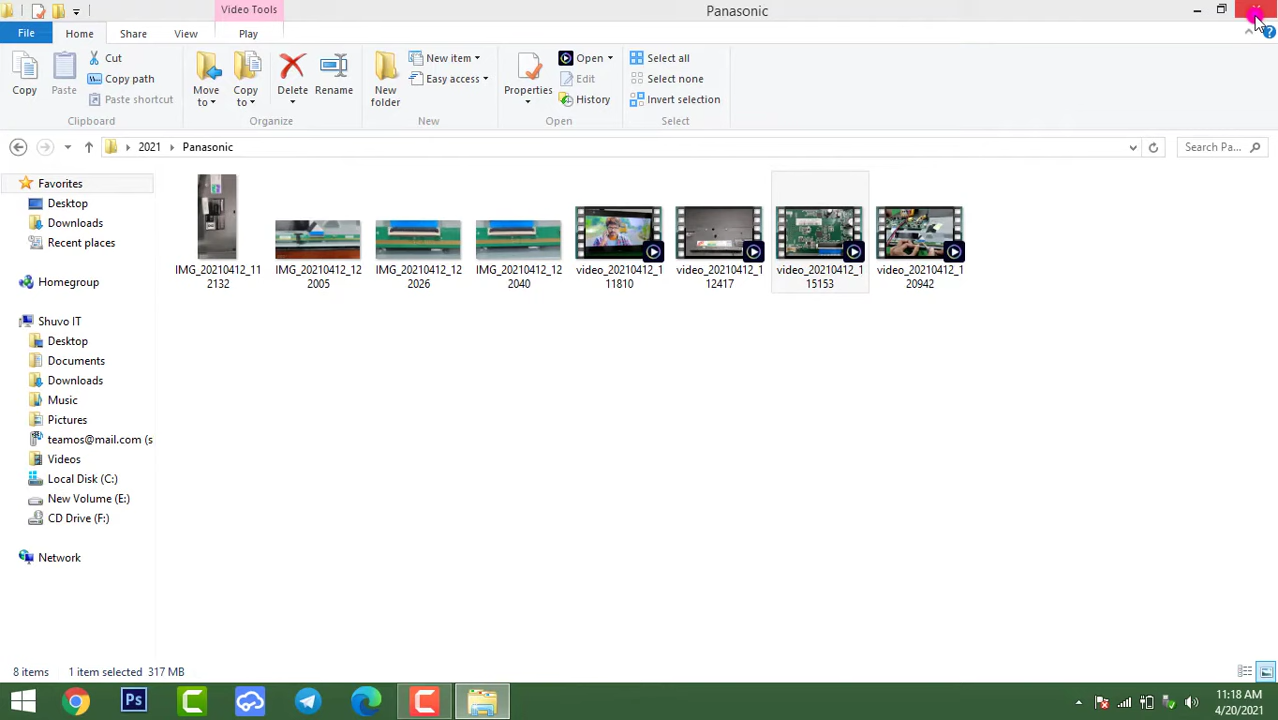 Video Tools
Panasonic
File
Home
Share
View
Play
Copy
Paste
Cut
Copy path
Paste shortcut
Clipboard
Move to
Copy to
Delete
Rename
Organize
New folder
New item
Easy access
New
Properties
Open
Edit
History
Open
Select all
Select none
Invert selection
Select
2021
Panasonic
Search Pa...
Favorites
Desktop
Downloads
Recent places
Homegroup
Shuvo IT
Desktop
Documents
Downloads
Music
Pictures
teamos@mail.com (s
Videos
Local Disk (C:)
New Volume (E:)
CD Drive (F:)
Network
IMG_20210412_11
2132
IMG_20210412_12
2005
IMG_20210412_12
2026
IMG_20210412_12
2040
video_20210412_1
11810
video_20210412_1
12417
video_20210412_1
15153
video_20210412_1
20942
8 items
1 item selected 317 MB
Ps
11:18 AM
4/20/2021